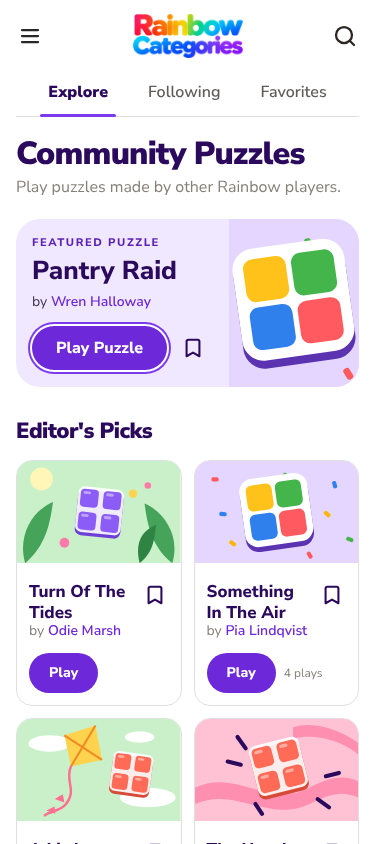 Rainbow
Categories
Explore
Following
Favorites
Community Puzzles
Play puzzles made by other Rainbow players.
FEATURED PUZZLE
Pantry Raid
by Wren Halloway
Play Puzzle
Editor's Picks
Turn Of The
Tides
by Odie Marsh
Play
Something
In The Air
by Pia Lindqvist
Play
4 plays